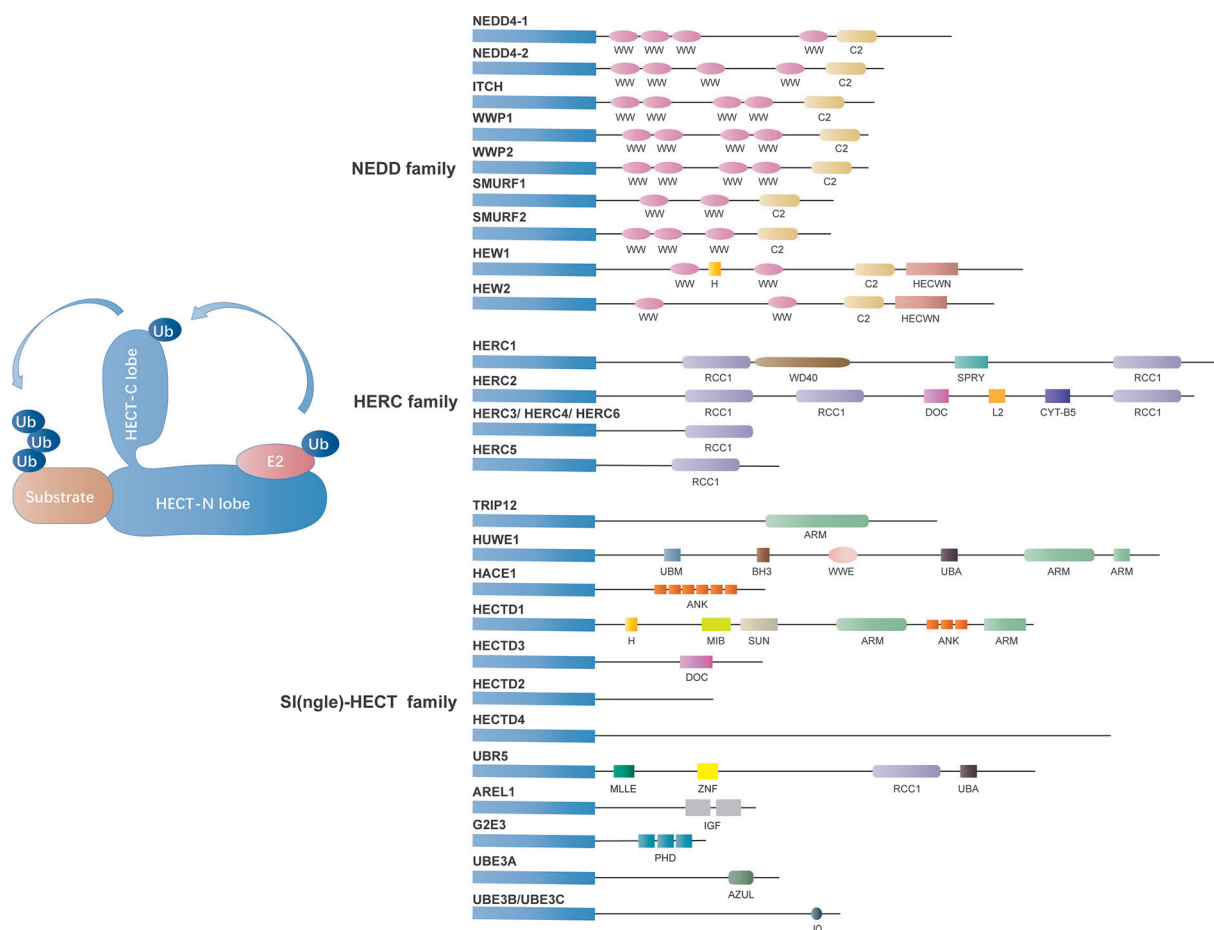 NEDD4-1
WW WW WW WW C2
NEDD4-2
WW WW WW WW C2
ITCH
WW WW WW WW C2
WWP1
WW WW WW WW C2
WWP2
WW WW WW WW C2
NEDD family
SMURF1
WW WW C2
SMURF2
WW WW WW C2
HEW1
WW H WW C2 HECWN
HEW2
WW WW C2 HECWN
HERC1
RCC1 WD40 SPRY RCC1
HERC2
RCC1 RCC1 DOC L2 CYT-B5 RCC1
HERC family
HERC3/ HERC4/ HERC6
RCC1
HERC5
RCC1
Ub
HECT-C lobe
Ub
Ub
Ub
Ub
E2
Substrate
HECT-N lobe
TRIP12
ARM
HUWE1
UBM BH3 WWE UBA ARM ARM
HACE1
ANK
HECTD1
H MIB SUN ARM ANK ARM
HECTD3
DOC
HECTD2
SI(ngle)-HECT family
HECTD4
UBR5
MLLE ZNF RCC1 UBA
AREL1
IGF
G2E3
PHD
UBE3A
AZUL
UBE3B/UBE3C